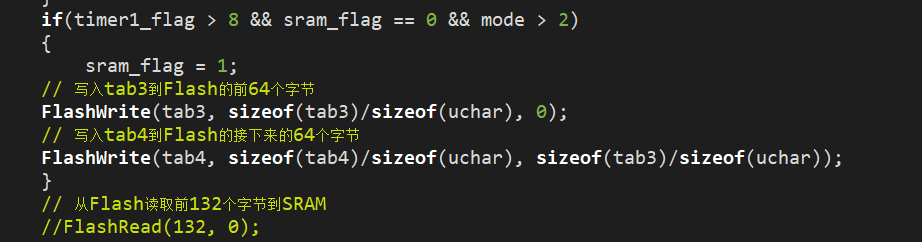 }
if(timer1_flag > 8 && sram_flag == 0 && mode > 2)
{
sram_flag = 1;
// 写入tab3到Flash的前64个字节
FlashWrite(tab3, sizeof(tab3)/sizeof(uchar), 0);
// 写入tab4到Flash的接下来的64个字节
FlashWrite(tab4, sizeof(tab4)/sizeof(uchar), sizeof(tab3)/sizeof(uchar));
}
// 从Flash读取前132个字节到SRAM
//FlashRead(132, 0);